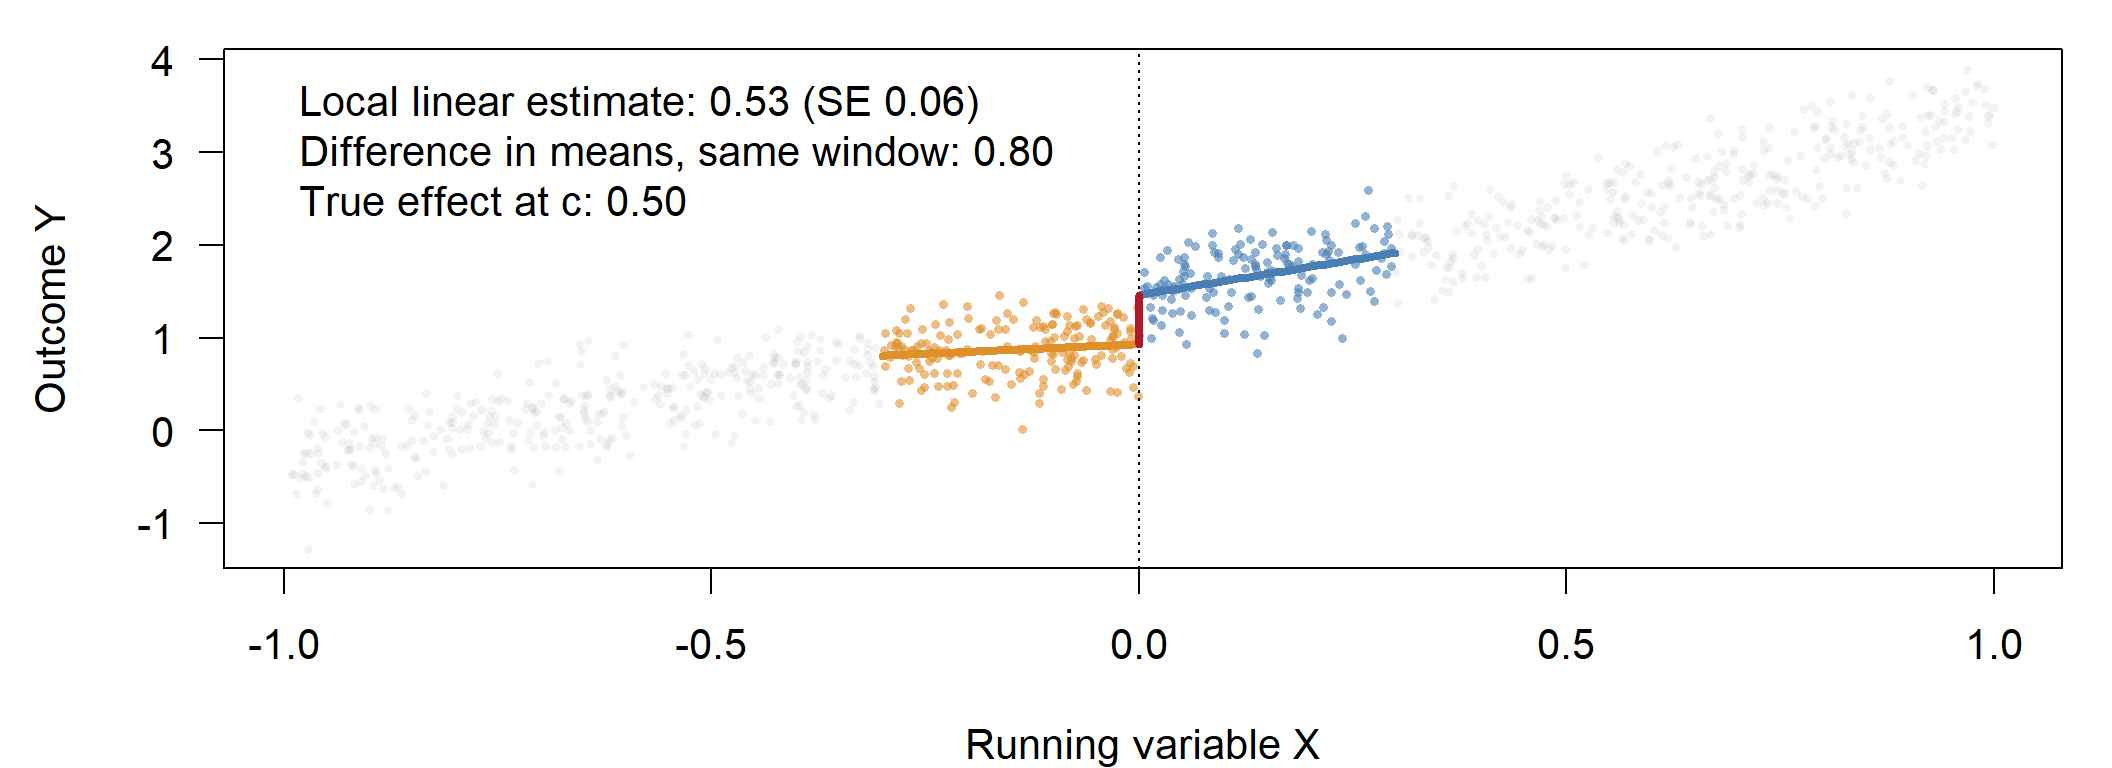 Local linear estimate: 0.53 (SE 0.06)
Difference in means, same window: 0.80
True effect at c: 0.50
Outcome Y
4
3
2
1
0
-1
-1.0 -0.5 0.0 0.5 1.0
Running variable X